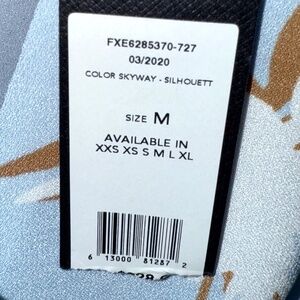 FXE6285370-727
03/2020
COLOR SKYWAY - SILHOUETT
SIZE M
AVAILABLE IN
XXS XS S M L XL
6 13000 81287 2